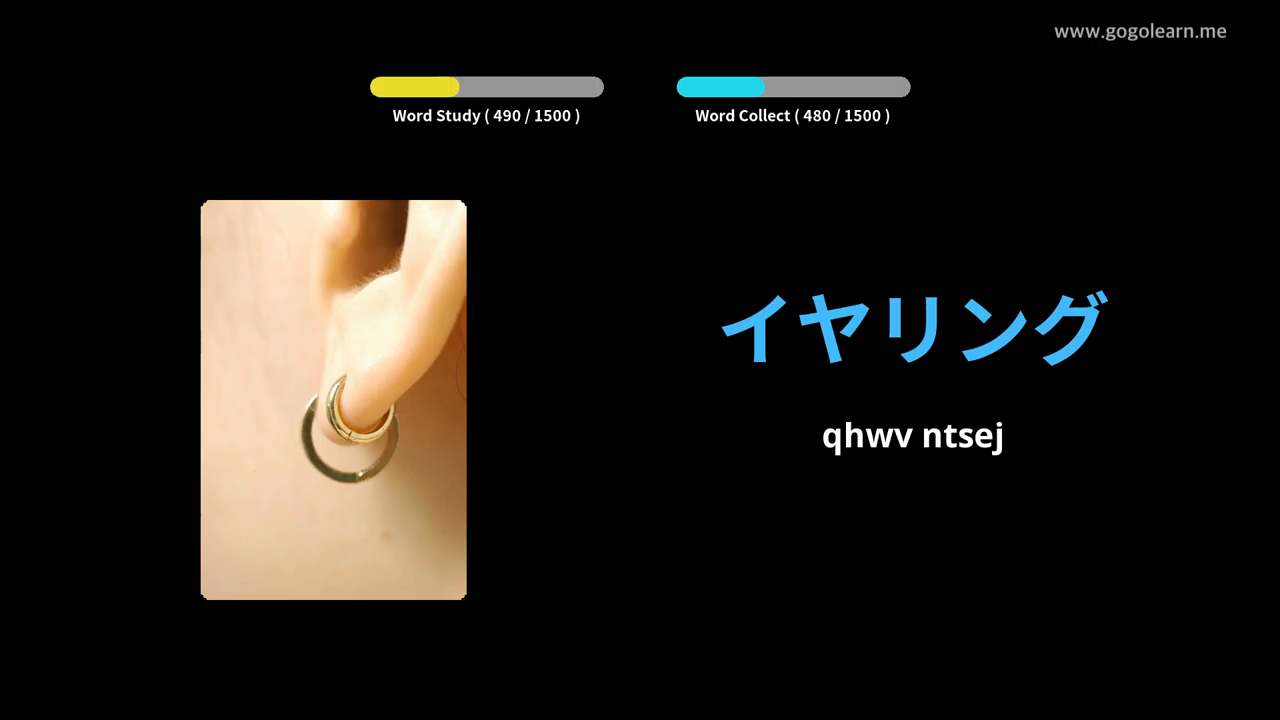 www.gogolearn.me
Word Study ( 490 / 1500 )
Word Collect ( 480 / 1500 )
イヤリング
qhwv ntsej